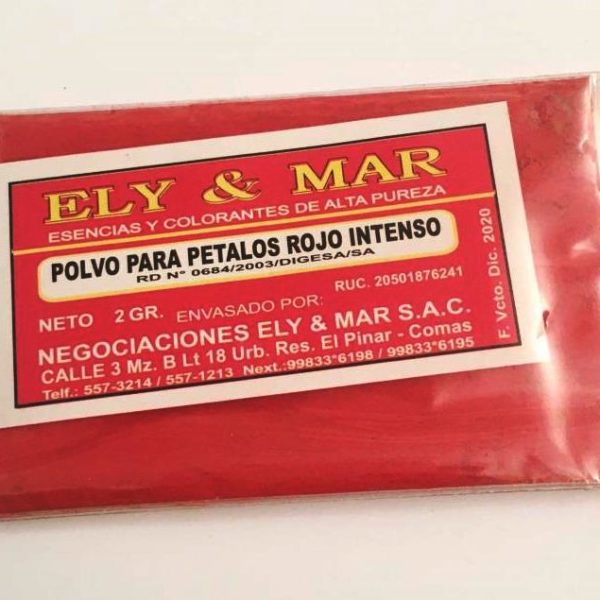 ELY & MAR
ESENCIAS Y COLORANTES DE ALTA PUREZA
POLVO PARA PETALOS ROJO INTENSO
RD Nº 0684/2003/DIGESA/SA
RUC. 20501876241
NETO 2 GR. ENVASADO POR:
NEGOCIACIONES ELY & MAR S.A.C.
CALLE 3 Mz. B Lt 18 Urb. Res. El Pinar - Comas
Telf.: 557-3214 / 557-1213 Next.:99833*6198 / 99833*6195
F. Vcto. Dic. 2020